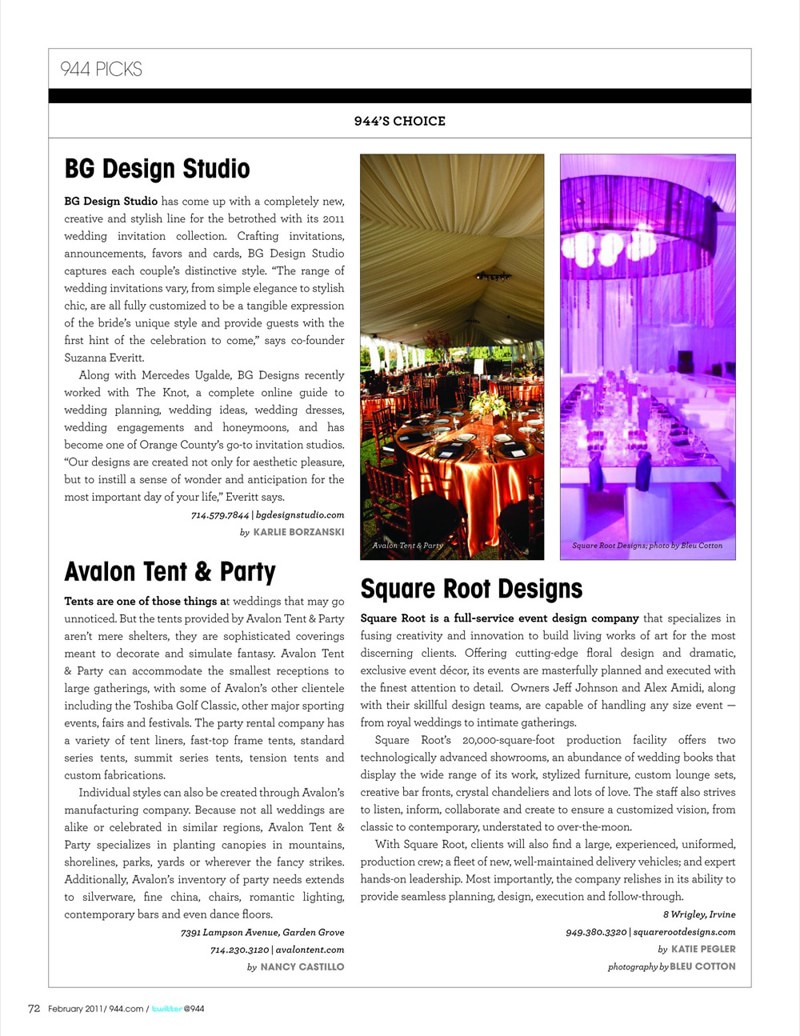 944 PICKS
944'S CHOICE
BG Design Studio
BG Design Studio has come up with a completely new,
creative and stylish line for the betrothed with its 2011
wedding invitation collection. Crafting invitations,
announcements, favors and cards, BG Design Studio
captures each couple's distinctive style. "The range of
wedding invitations vary, from simple elegance to stylish
chic, are all fully customized to be a tangible expression
of the bride's unique style and provide guests with the
first hint of the celebration to come," says co-founder
Suzanna Everitt.
Along with Mercedes Ugalde, BG Designs recently
worked with The Knot, a complete online guide to
wedding planning, wedding ideas, wedding dresses,
wedding engagements and honeymoons, and has
become one of Orange County's go-to invitation studios.
"Our designs are created not only for aesthetic pleasure,
but to instill a sense of wonder and anticipation for the
most important day of your life," Everitt says.
714.579.7844 | bgdesignstudio.com
by KARLIE BORZANSKI
Avalon Tent & Party
Tents are one of those things at weddings that may go
unnoticed. But the tents provided by Avalon Tent & Party
aren't mere shelters, they are sophisticated coverings
meant to decorate and simulate fantasy. Avalon Tent
& Party can accommodate the smallest receptions to
large gatherings, with some of Avalon's other clientele
including the Toshiba Golf Classic, other major sporting
events, fairs and festivals. The party rental company has
a variety of tent liners, fast-top frame tents, standard
series tents, summit series tents, tension tents and
custom fabrications.
Individual styles can also be created through Avalon's
manufacturing company. Because not all weddings are
alike or celebrated in similar regions, Avalon Tent &
Party specializes in planting canopies in mountains,
shorelines, parks, yards or wherever the fancy strikes.
Additionally, Avalon's inventory of party needs extends
to silverware, fine china, chairs, romantic lighting,
contemporary bars and even dance floors.
7391 Lampson Avenue, Garden Grove
714.230.3120 | avalontent.com
by NANCY CASTILLO
Avalon Tent & Party
Square Root Designs; photo by Bleu Cotton
Square Root Designs
Square Root is a full-service event design company that specializes in
fusing creativity and innovation to build living works of art for the most
discerning clients. Offering cutting-edge floral design and dramatic,
exclusive event décor, its events are masterfully planned and executed with
the finest attention to detail. Owners Jeff Johnson and Alex Amidi, along
with their skillful design teams, are capable of handling any size event —
from royal weddings to intimate gatherings.
Square Root's 20,000-square-foot production facility offers two
technologically advanced showrooms, an abundance of wedding books that
display the wide range of its work, stylized furniture, custom lounge sets,
creative bar fronts, crystal chandeliers and lots of love. The staff also strives
to listen, inform, collaborate and create to ensure a customized vision, from
classic to contemporary, understated to over-the-moon.
With Square Root, clients will also find a large, experienced, uniformed,
production crew; a fleet of new, well-maintained delivery vehicles; and expert
hands-on leadership. Most importantly, the company relishes in its ability to
provide seamless planning, design, execution and follow-through.
8 Wrigley, Irvine
949.380.3320 | squarerootdesigns.com
by KATIE PEGLER
photography by BLEU COTTON
72 February 2011/ 944.com / twitter @944